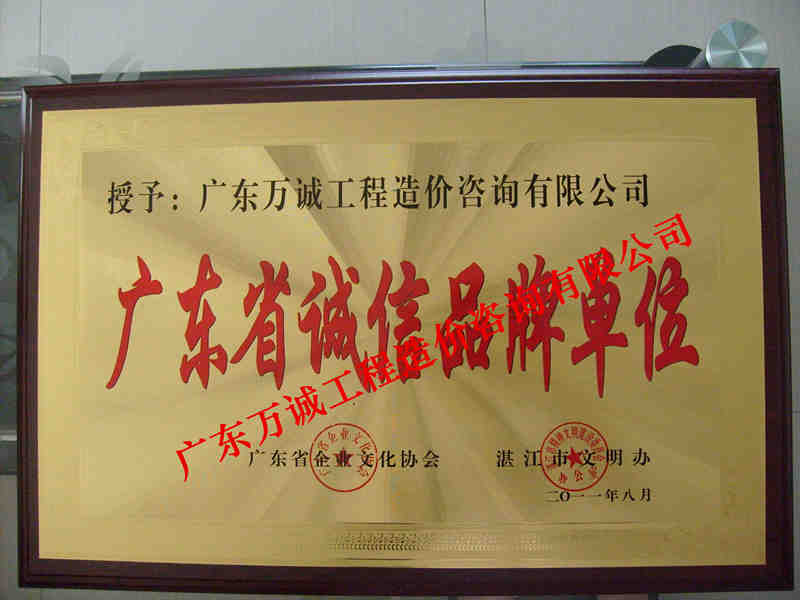 授予：广东万诚工程造价咨询有限公司
广东省诚信品牌单位
广东万诚工程造价咨询有限公司
广东省企业文化协会 湛江市文明办
二〇一一年八月